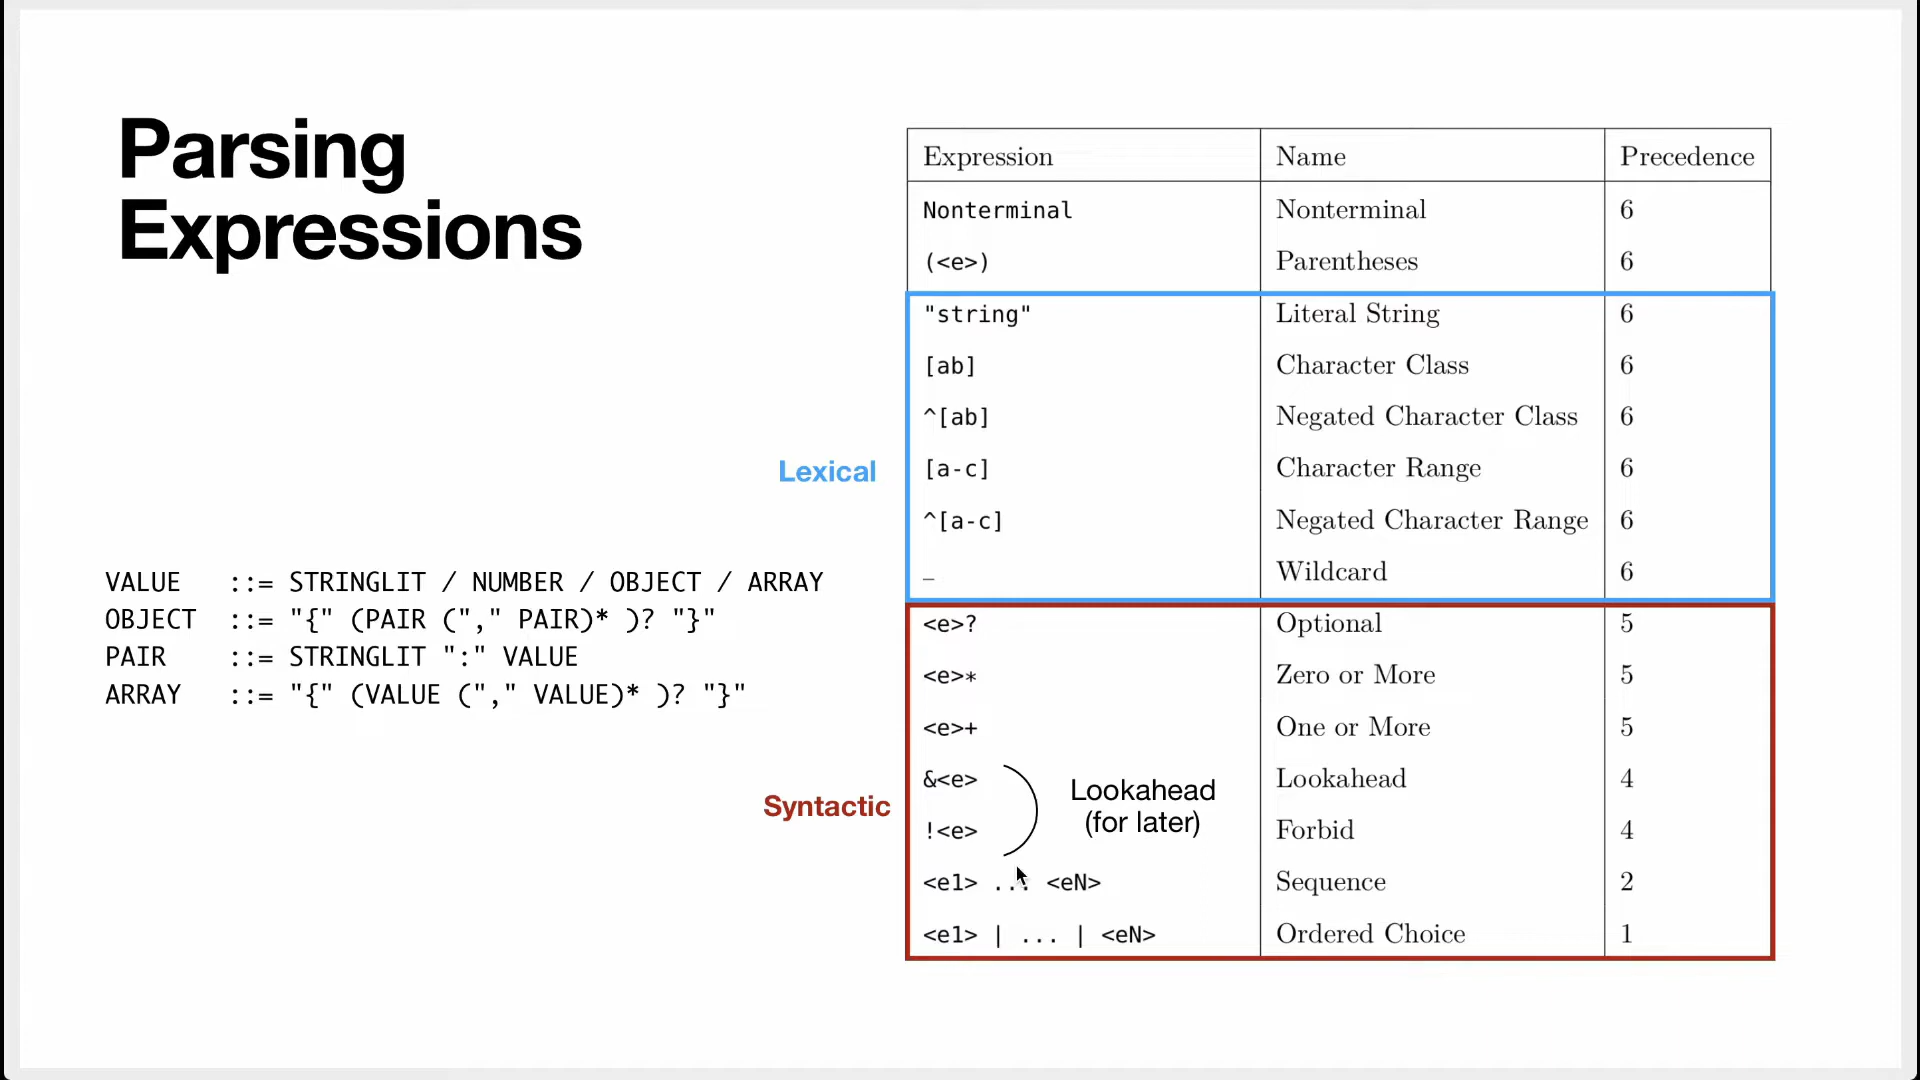 Parsing
Expressions
VALUE ::= STRINGLIT / NUMBER / OBJECT / ARRAY
OBJECT ::= "{" (PAIR ("," PAIR)* )? "}"
PAIR ::= STRINGLIT ":" VALUE
ARRAY ::= "{" (VALUE ("," VALUE)* )? "}"
Lexical
Syntactic
Expression Name Precedence
Nonterminal Nonterminal 6
(<e>) Parentheses 6
"string" Literal String 6
[ab] Character Class 6
^[ab] Negated Character Class 6
[a-c] Character Range 6
^[a-c] Negated Character Range 6
_ Wildcard 6
<e>? Optional 5
<e>* Zero or More 5
<e>+ One or More 5
&<e> Lookahead 4
!<e> Forbid 4
Lookahead
(for later)
<e1> ... <eN> Sequence 2
<e1> | ... | <eN> Ordered Choice 1